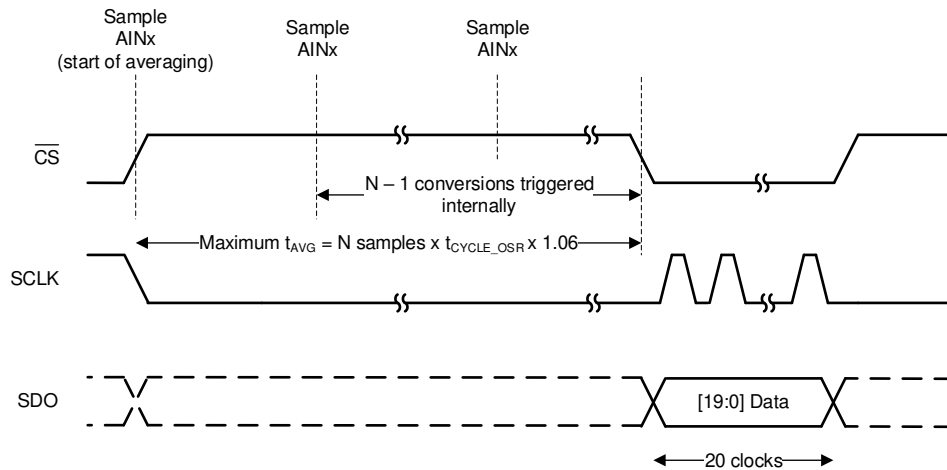 Sample
AINx
(start of averaging)
Sample
AINx
Sample
AINx
CS
N – 1 conversions triggered
internally
Maximum tAVG = N samples x tCYCLE_OSR x 1.06
SCLK
SDO
[19:0] Data
20 clocks